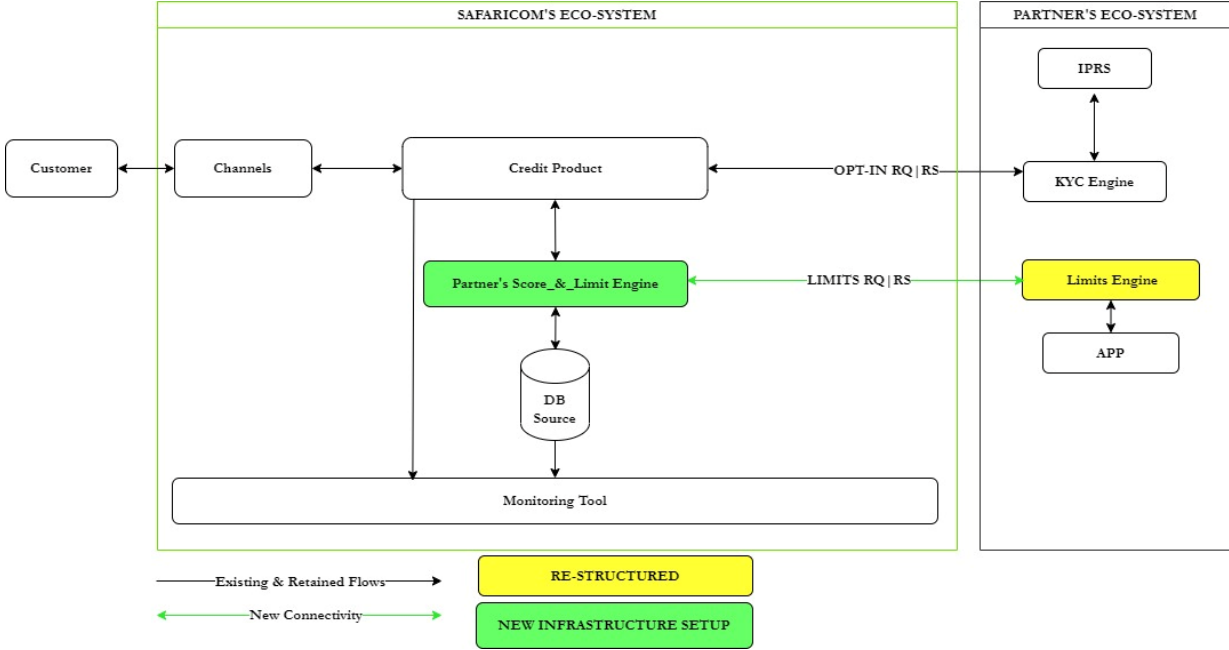 SAFARICOM'S ECO-SYSTEM
PARTNER'S ECO-SYSTEM
IPRS
Customer
Channels
Credit Product
OPT-IN RQ|RS
KYC Engine
Partner's Score_&_Limit Engine
LIMITS RQ|RS
Limits Engine
APP
DB
Source
Monitoring Tool
Existing & Retained Flows
RE-STRUCTURED
New Connectivity
NEW INFRASTRUCTURE SETUP